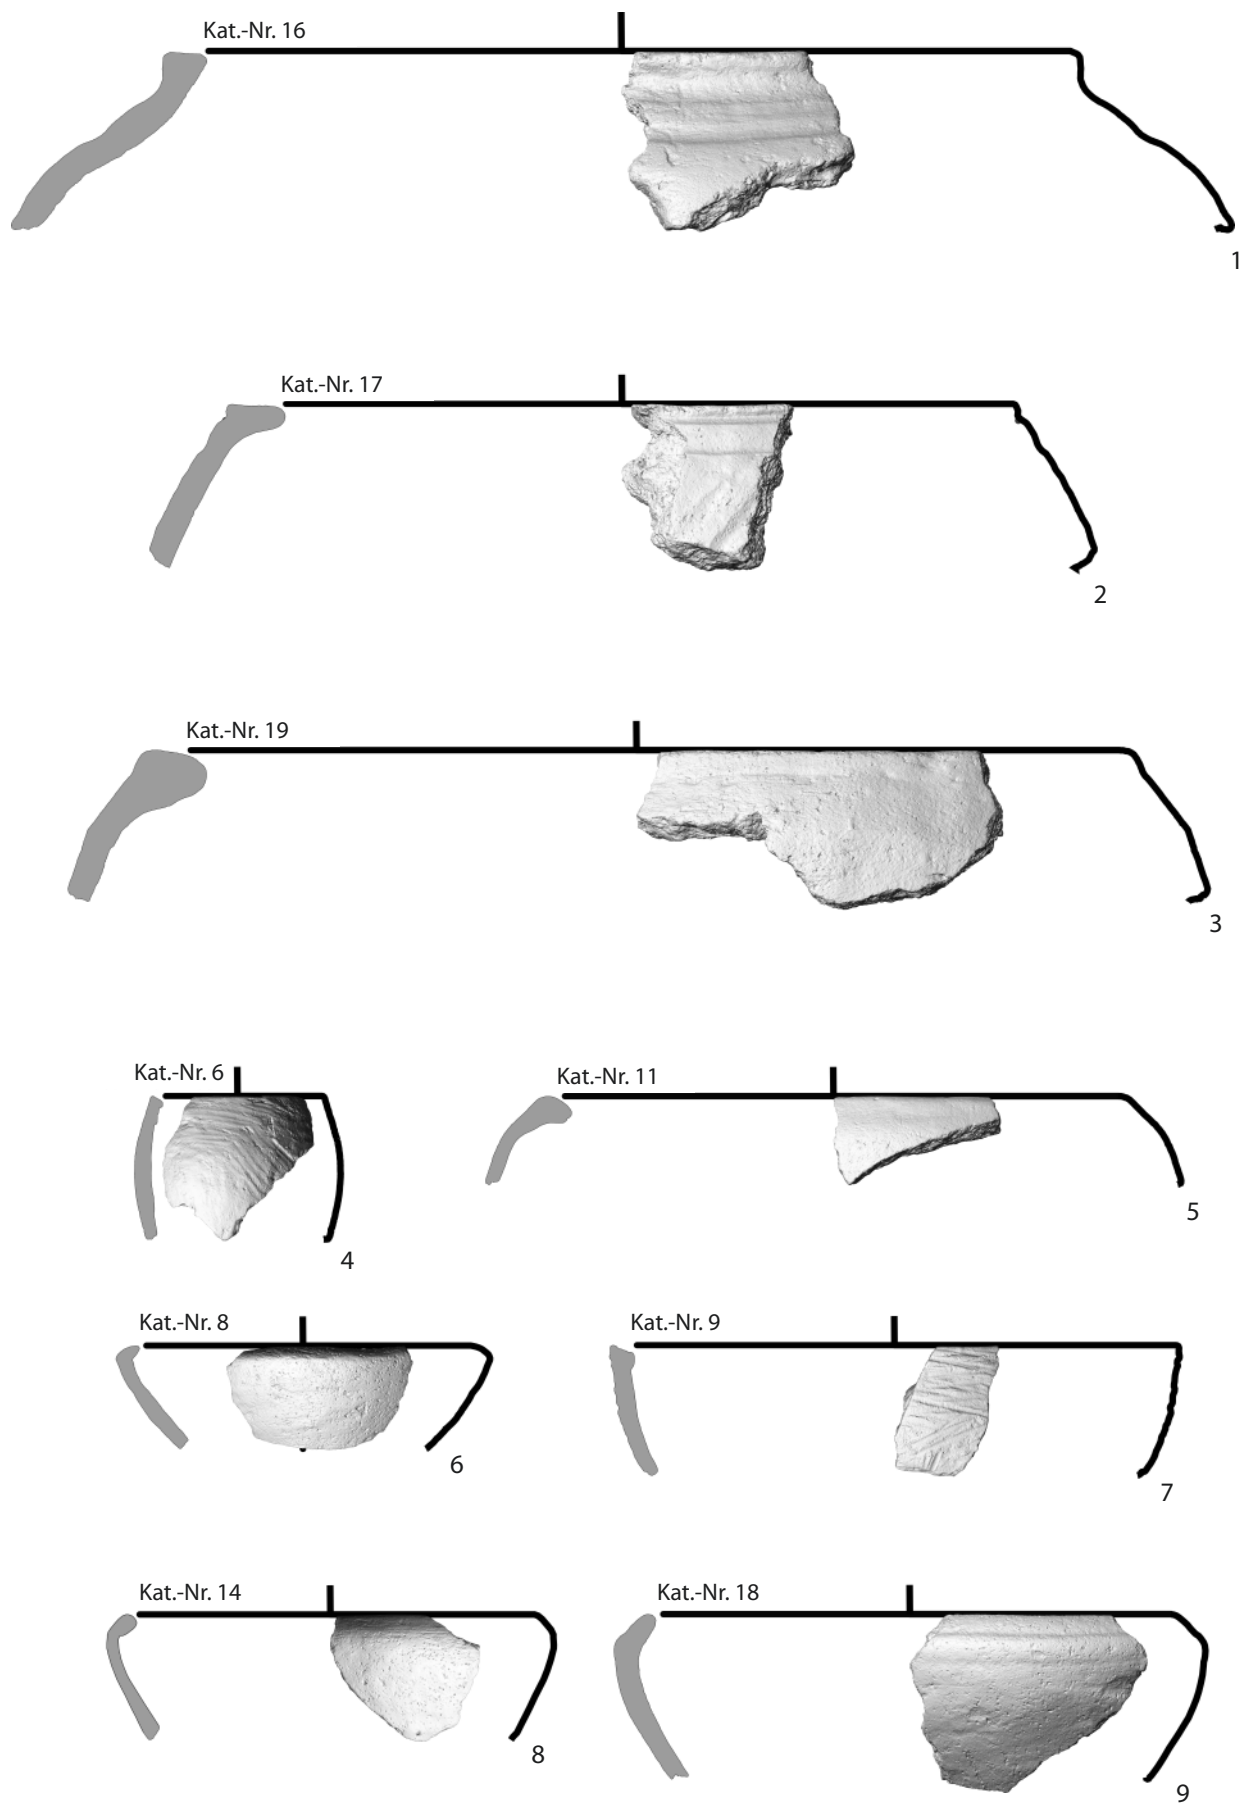 Kat.-Nr. 16
1
Kat.-Nr. 17
2
Kat.-Nr. 19
3
Kat.-Nr. 6
4
Kat.-Nr. 11
5
Kat.-Nr. 8
6
Kat.-Nr. 9
7
Kat.-Nr. 14
8
Kat.-Nr. 18
9